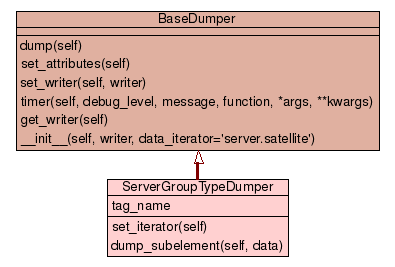 BaseDumper
dump(self)
set_attributes(self)
set_writer(self, writer)
timer(self, debug_level, message, function, *args, **kwargs)
get_writer(self)
__init__(self, writer, data_iterator='server.satellite')
ServerGroupTypeDumper
tag_name
set_iterator(self)
dump_subelement(self, data)